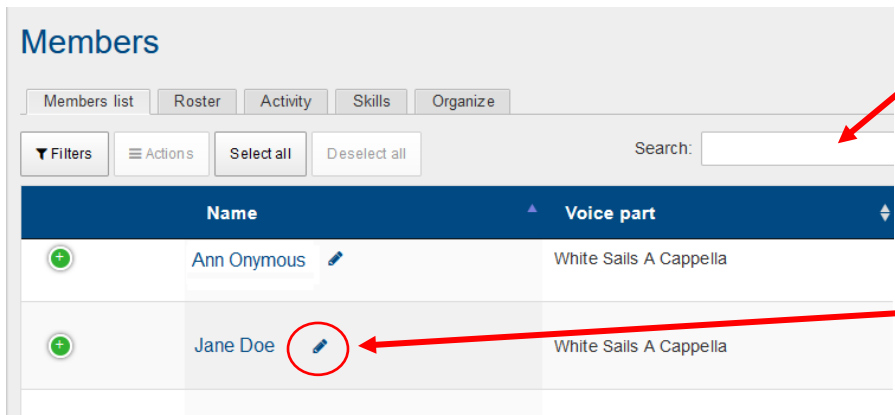 Members
Members list Roster Activity Skills Organize
Filters Actions Select all Deselect all Search:
Name Voice part
Ann Onymous White Sails A Cappella
Jane Doe White Sails A Cappella